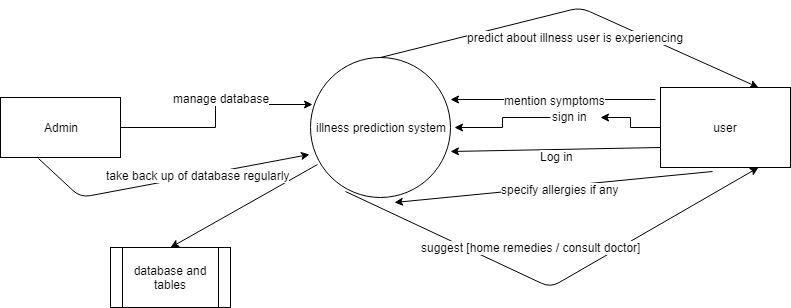 predict about illness user is experiencing
manage database
mention symptoms
sign in
Admin
illness prediction system
user
Log in
take back up of database regularly
specify allergies if any
suggest [home remedies / consult doctor]
database and
tables